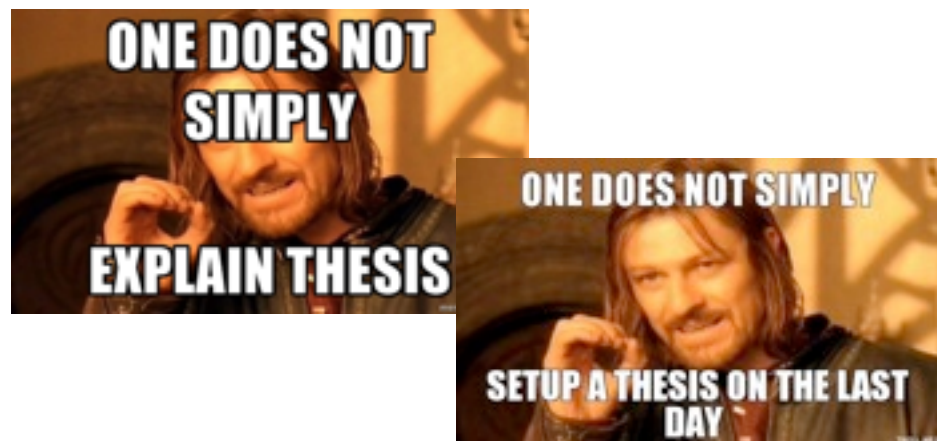 ONE DOES NOT
SIMPLY
EXPLAIN THESIS
ONE DOES NOT SIMPLY
SETUP A THESIS ON THE LAST
DAY